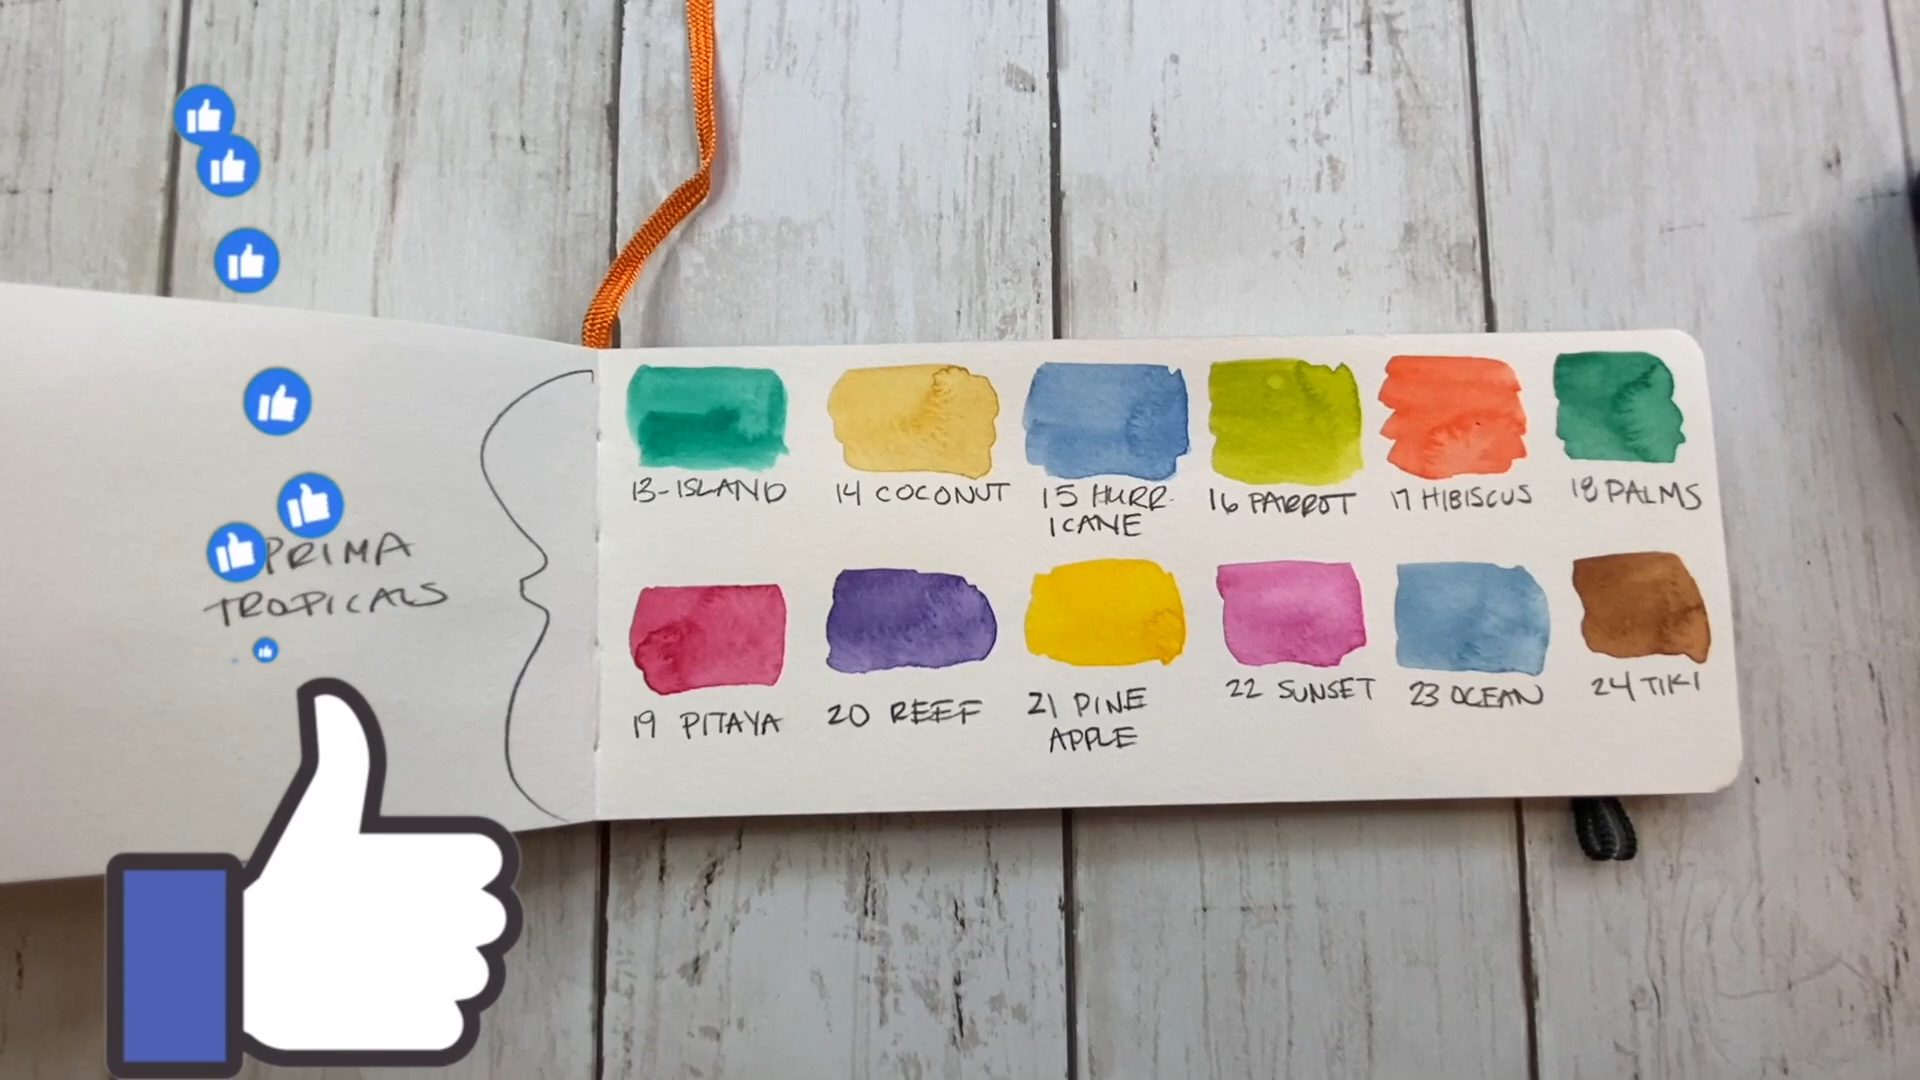 PRIMA
TROPICALS
13-ISLAND
14 COCONUT
15 HURR-
ICANE
16 PARROT
17 HIBISCUS
18 PALMS
19 PITAYA
20 REEF
21 PINE
APPLE
22 SUNSET
23 OCEAN
24 TIKI